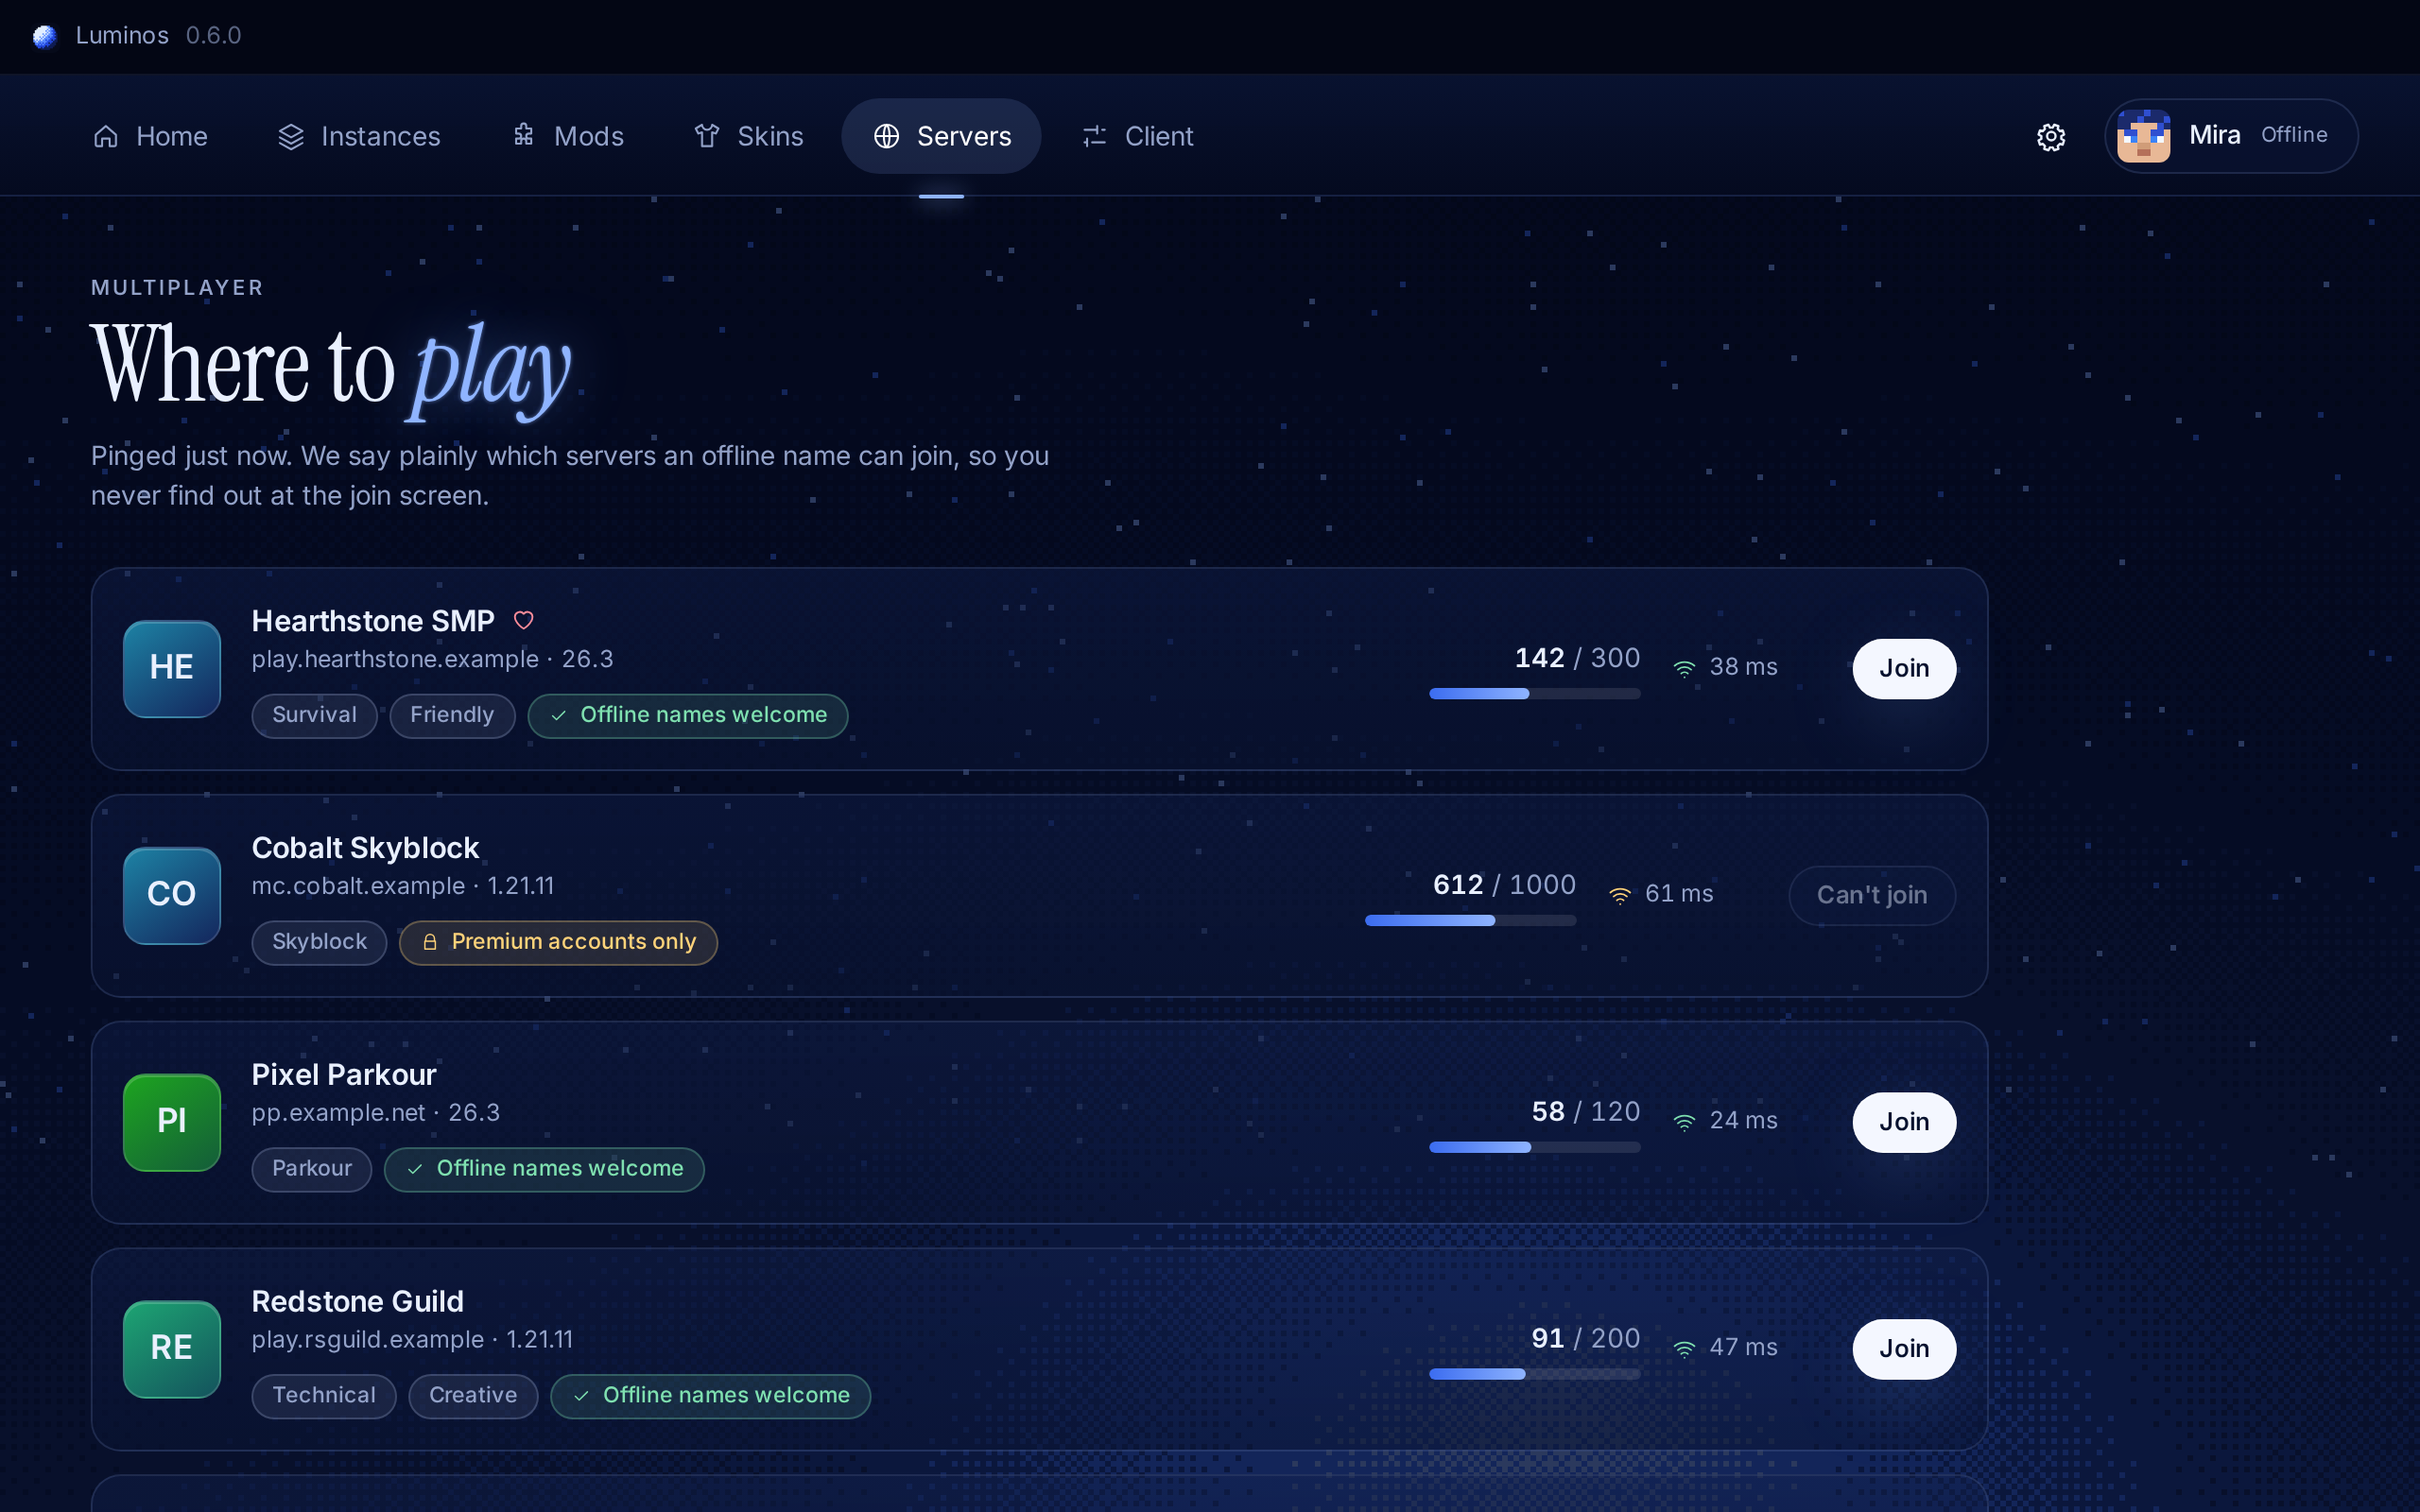 Luminos 0.6.0
Home Instances Mods Skins Servers Client Mira Offline
MULTIPLAYER
Where to play
Pinged just now. We say plainly which servers an offline name can join, so you
never find out at the join screen.
HE
Hearthstone SMP
play.hearthstone.example · 26.3
Survival Friendly Offline names welcome
142 / 300
38 ms
Join
CO
Cobalt Skyblock
mc.cobalt.example · 1.21.11
Skyblock Premium accounts only
612 / 1000
61 ms
Can't join
PI
Pixel Parkour
pp.example.net · 26.3
Parkour Offline names welcome
58 / 120
24 ms
Join
RE
Redstone Guild
play.rsguild.example · 1.21.11
Technical Creative Offline names welcome
91 / 200
47 ms
Join